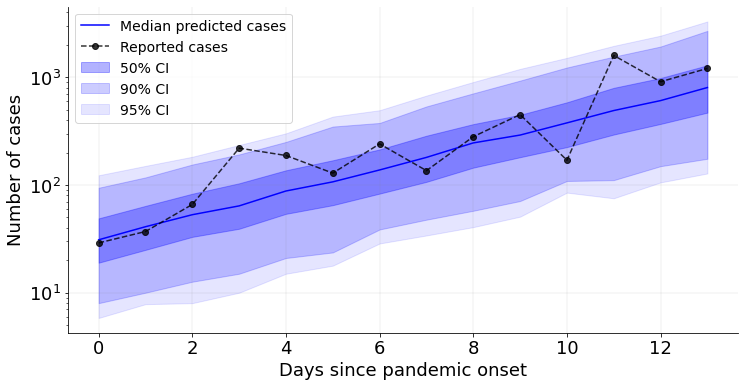 Median predicted cases
Reported cases
50% CI
90% CI
95% CI
Number of cases
10³
10²
10¹
0 2 4 6 8 10 12
Days since pandemic onset